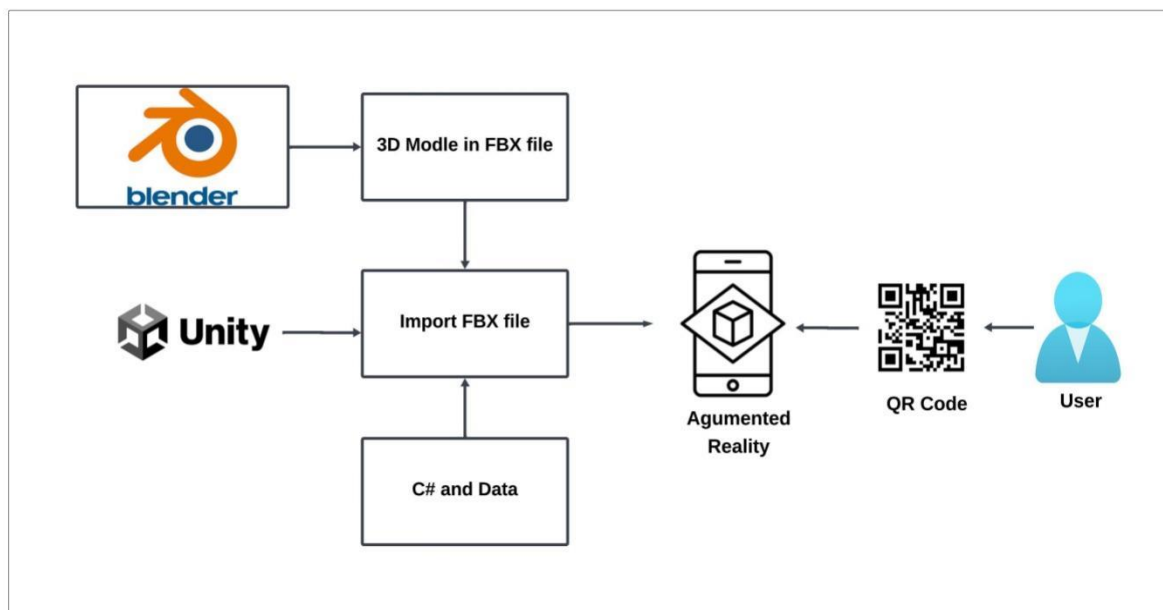 blender
3D Modle in FBX file
Unity
Import FBX file
C# and Data
Agumented
Reality
QR Code
User